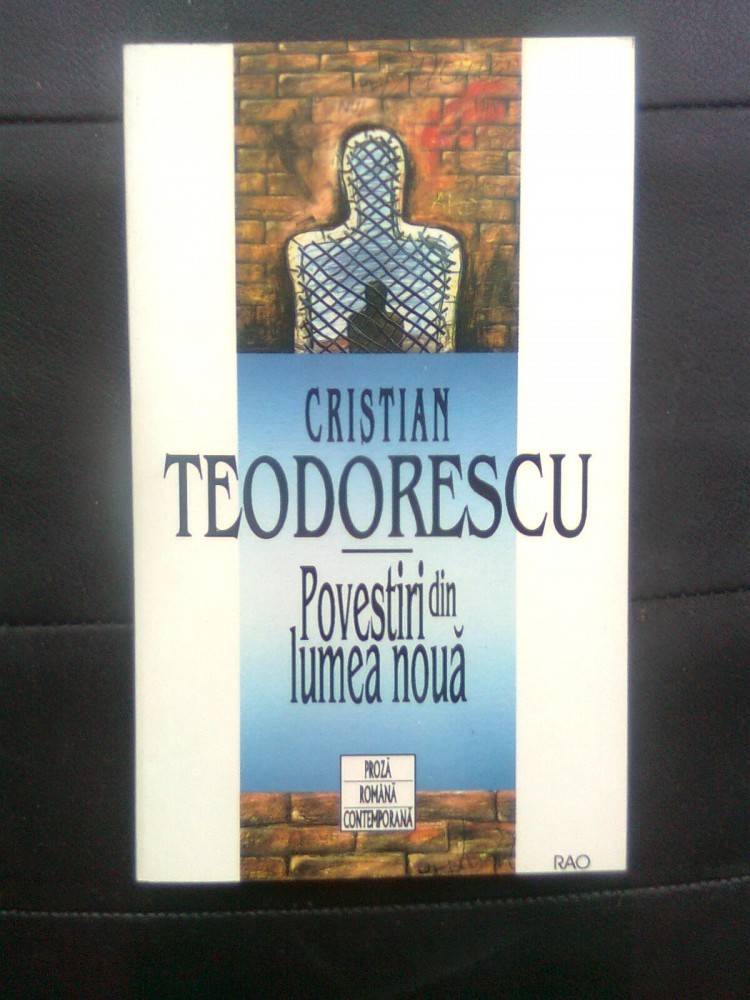 CRISTIAN
TEODORESCU
Povestiri din
lumea nouă
PROZĂ
ROMÂNĂ
CONTEMPORANĂ
RAO